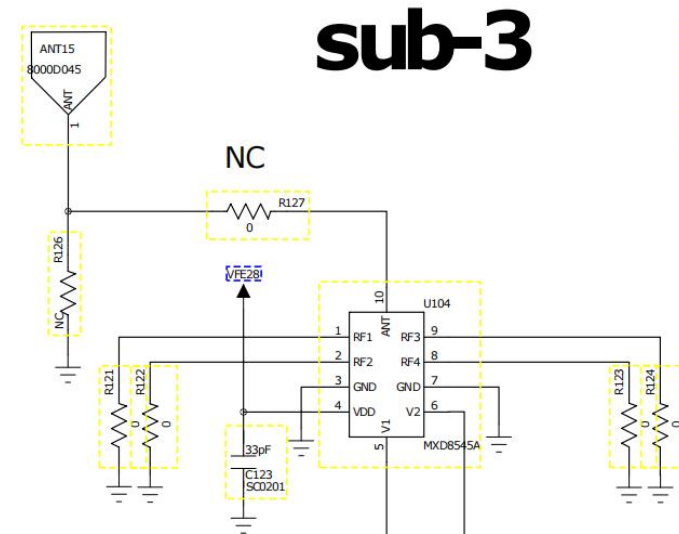 sub-3
ANT15
8000D045
ANT
1
NC
R127
0
R126
NC
VFE28
10
U104
ANT
1
RF1
RF3
9
2
RF2
RF4
8
3
GND
GND
7
4
VDD
V2
6
V1
5
MXD8545A
R121
0
R122
0
R123
0
R124
0
33pF
C123
SC0201